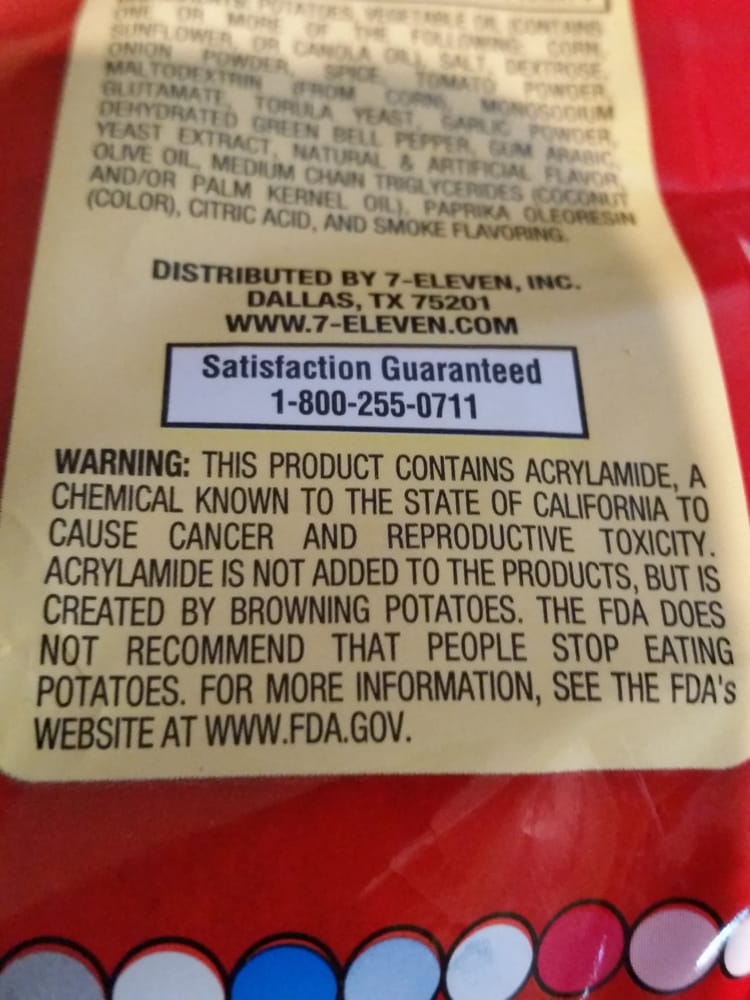 POTATOES, VEGETABLE OIL (CONTAINS
ONE OR MORE OF THE FOLLOWING: CORN,
SUNFLOWER, OR CANOLA OIL), SALT, DEXTROSE,
ONION POWDER, SPICE, TOMATO POWDER,
MALTODEXTRIN (FROM CORN), MONOSODIUM
GLUTAMATE, TORULA YEAST, GARLIC POWDER,
DEHYDRATED GREEN BELL PEPPER, GUM ARABIC,
YEAST EXTRACT, NATURAL & ARTIFICIAL FLAVOR,
OLIVE OIL, MEDIUM CHAIN TRIGLYCERIDES (COCONUT
AND/OR PALM KERNEL OIL), PAPRIKA OLEORESIN
(COLOR), CITRIC ACID, AND SMOKE FLAVORING.
DISTRIBUTED BY 7-ELEVEN, INC.
DALLAS, TX 75201
WWW.7-ELEVEN.COM
Satisfaction Guaranteed
1-800-255-0711
WARNING: THIS PRODUCT CONTAINS ACRYLAMIDE, A
CHEMICAL KNOWN TO THE STATE OF CALIFORNIA TO
CAUSE CANCER AND REPRODUCTIVE TOXICITY.
ACRYLAMIDE IS NOT ADDED TO THE PRODUCTS, BUT IS
CREATED BY BROWNING POTATOES. THE FDA DOES
NOT RECOMMEND THAT PEOPLE STOP EATING
POTATOES. FOR MORE INFORMATION, SEE THE FDA's
WEBSITE AT WWW.FDA.GOV.